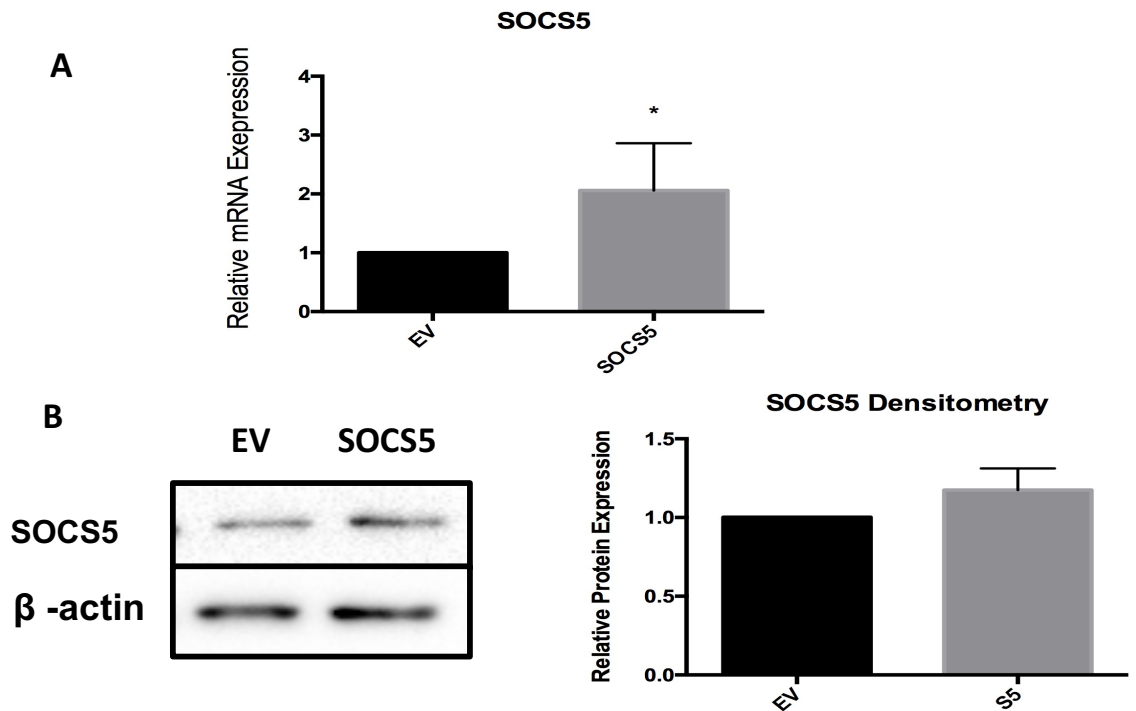 SOCS5
A
Relative mRNA Exepression
4
3
2
1
0
*
EV
SOCS5
B
EV SOCS5
SOCS5
β -actin
SOCS5 Densitometry
Relative Protein Expression
1.5
1.0
0.5
0.0
EV
S5